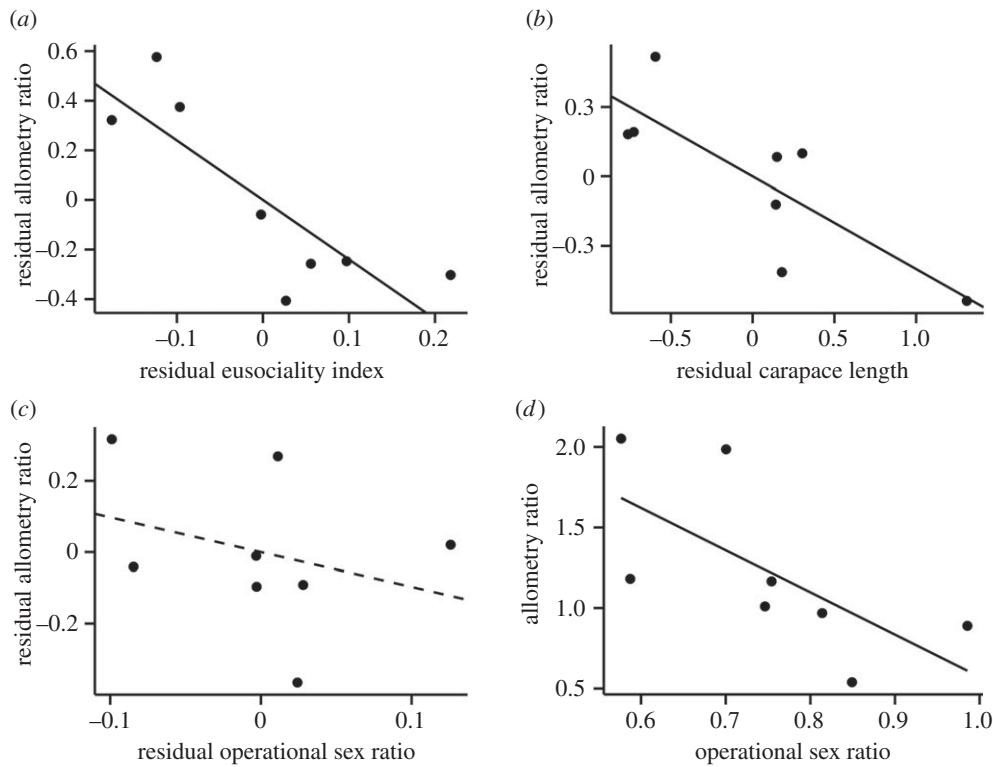 (a)
residual allometry ratio
0.6
0.4
0.2
0
–0.2
–0.4
–0.1
0
0.1
0.2
residual eusociality index
(b)
residual allometry ratio
0.3
0
–0.3
–0.5
0
0.5
1.0
residual carapace length
(c)
residual allometry ratio
0.2
0
–0.2
–0.1
0
0.1
residual operational sex ratio
(d)
allometry ratio
2.0
1.5
1.0
0.5
0.6
0.7
0.8
0.9
1.0
operational sex ratio